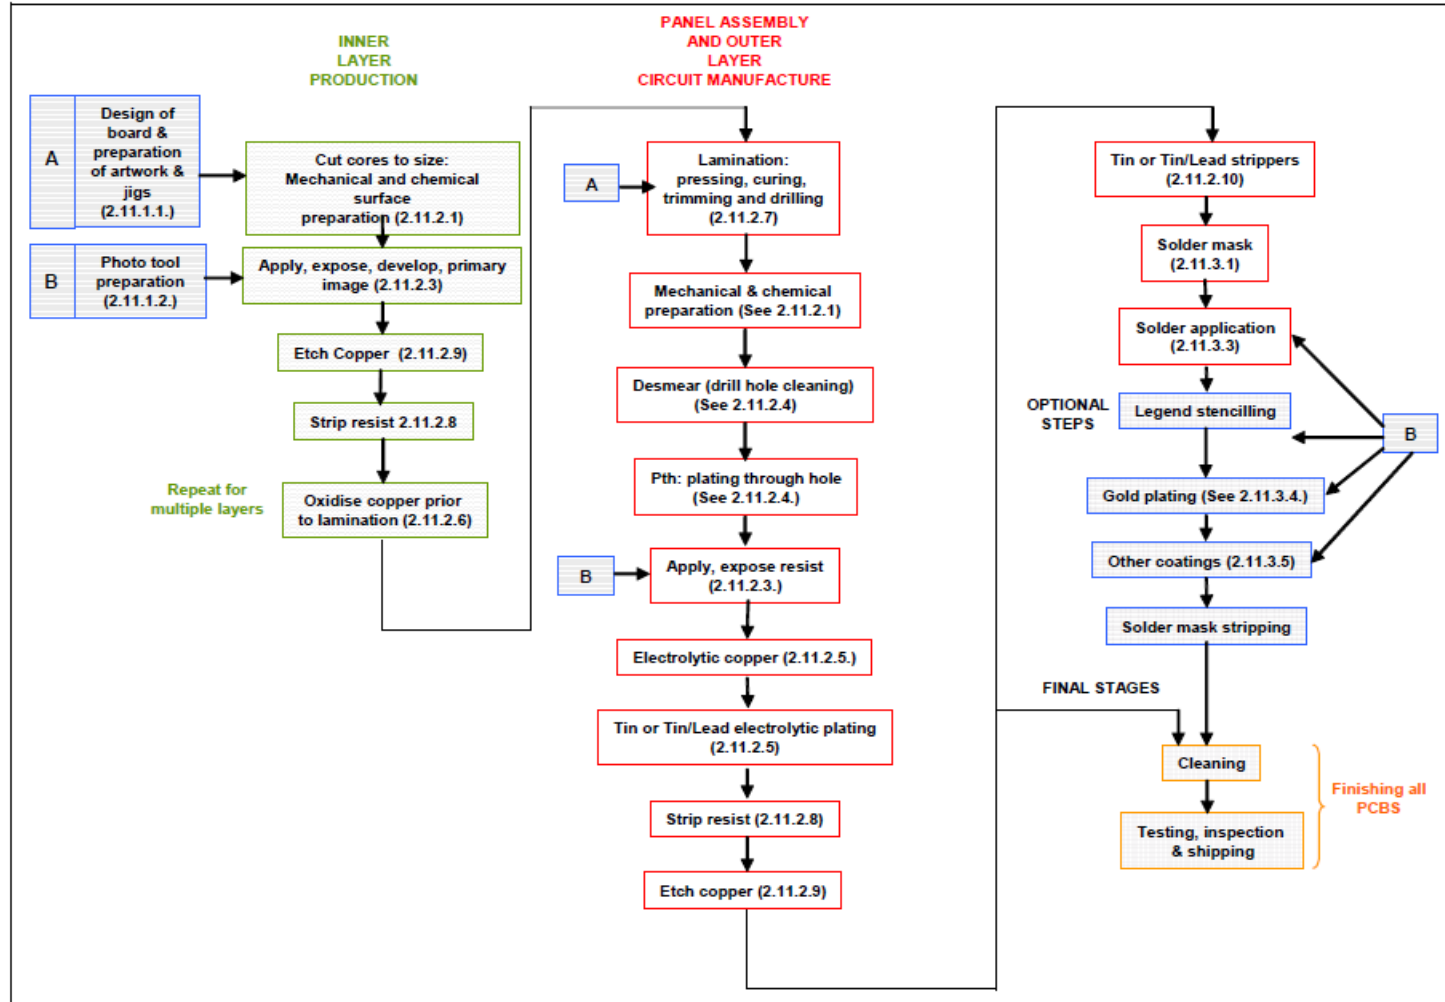 INNER
LAYER
PRODUCTION
A
Design of
board &
preparation
of artwork &
jigs
(2.11.1.1.)
B
Photo tool
preparation
(2.11.1.2.)
Cut cores to size:
Mechanical and chemical
surface
preparation (2.11.2.1)
Apply, expose, develop, primary
image (2.11.2.3)
Etch Copper (2.11.2.9)
Strip resist 2.11.2.8
Repeat for
multiple layers
Oxidise copper prior
to lamination (2.11.2.6)
PANEL ASSEMBLY
AND OUTER
LAYER
CIRCUIT MANUFACTURE
A
Lamination:
pressing, curing,
trimming and drilling
(2.11.2.7)
Mechanical & chemical
preparation (See 2.11.2.1)
Desmear (drill hole cleaning)
(See 2.11.2.4)
Pth: plating through hole
(See 2.11.2.4.)
B
Apply, expose resist
(2.11.2.3.)
Electrolytic copper (2.11.2.5.)
Tin or Tin/Lead electrolytic plating
(2.11.2.5)
Strip resist (2.11.2.8)
Etch copper (2.11.2.9)
Tin or Tin/Lead strippers
(2.11.2.10)
Solder mask
(2.11.3.1)
Solder application
(2.11.3.3)
OPTIONAL
STEPS
Legend stencilling
B
Gold plating (See 2.11.3.4.)
Other coatings (2.11.3.5)
Solder mask stripping
FINAL STAGES
Cleaning
Testing, inspection
& shipping
Finishing all
PCBS